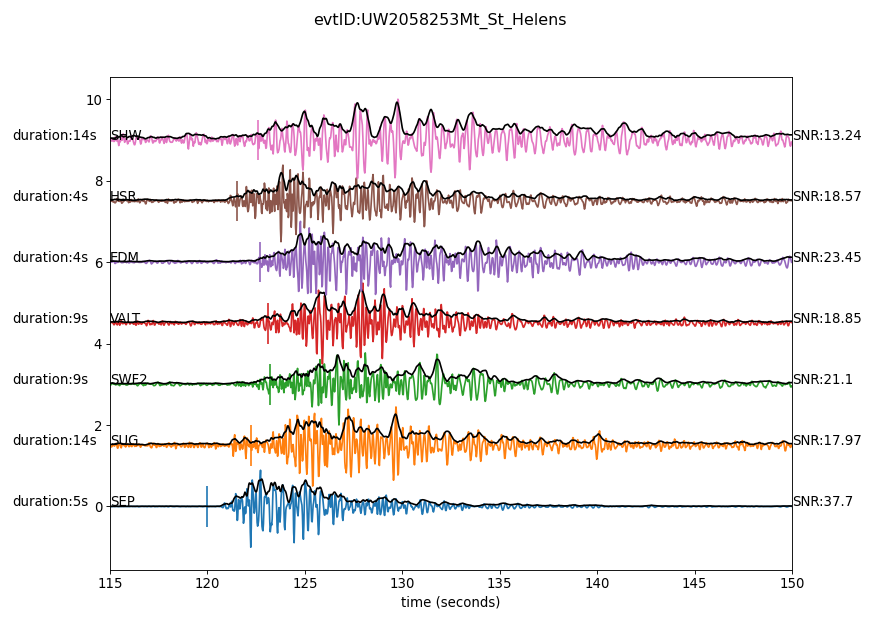 evtID:UW2058253Mt_St_Helens
10
duration:14s SHW SNR:13.24
8
duration:4s HSR SNR:18.57
duration:4s EDM SNR:23.45
6
duration:9s VALT SNR:18.85
4
duration:9s SWF2 SNR:21.1
2
duration:14s SUG SNR:17.97
duration:5s SEP SNR:37.7
0
115 120 125 130 135 140 145 150
time (seconds)